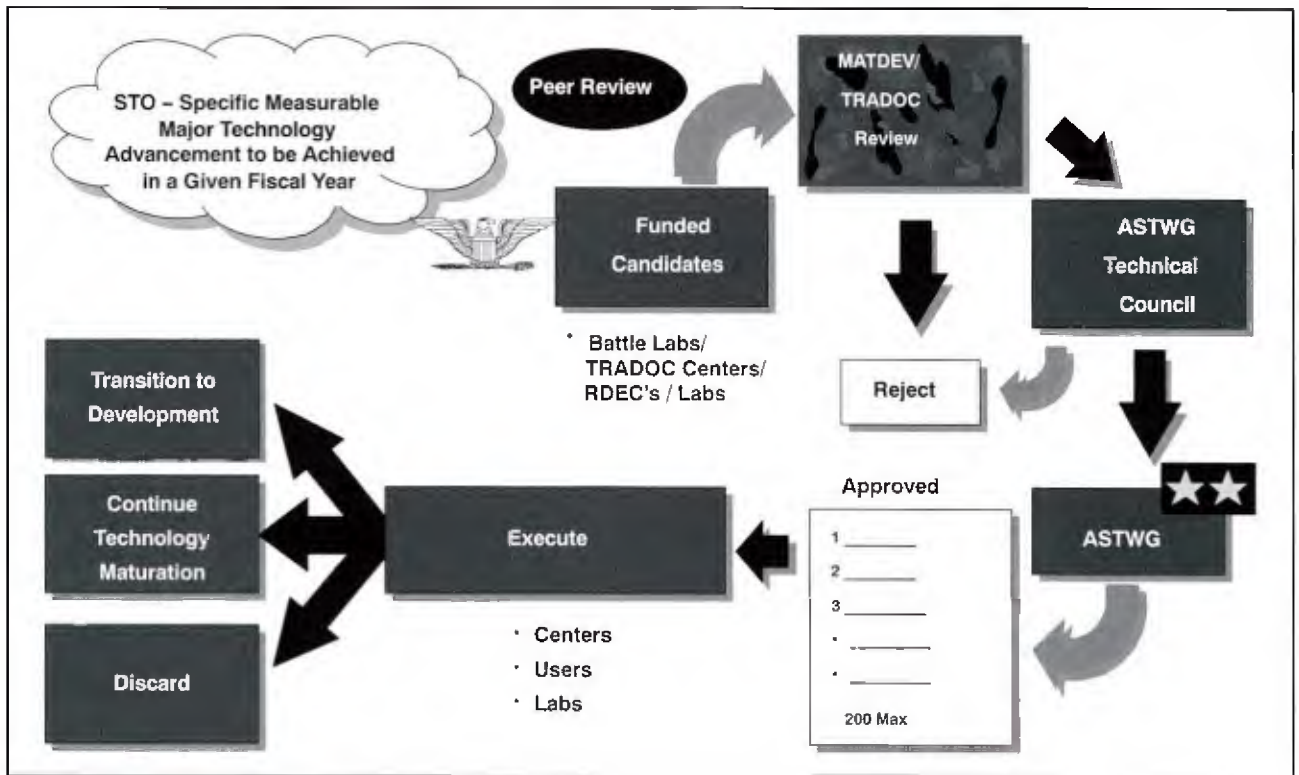 STO – Specific Measurable
Major Technology
Advancement to be Achieved
in a Given Fiscal Year
Peer Review
MATDEV/
TRADOC
Review
Funded
Candidates
• Battle Labs/
TRADOC Centers/
RDEC's / Labs
ASTWG
Technical
Council
Reject
Transition to
Development
Continue
Technology
Maturation
Discard
Execute
• Centers
• Users
• Labs
Approved
1
2
3
•
•
200 Max
ASTWG